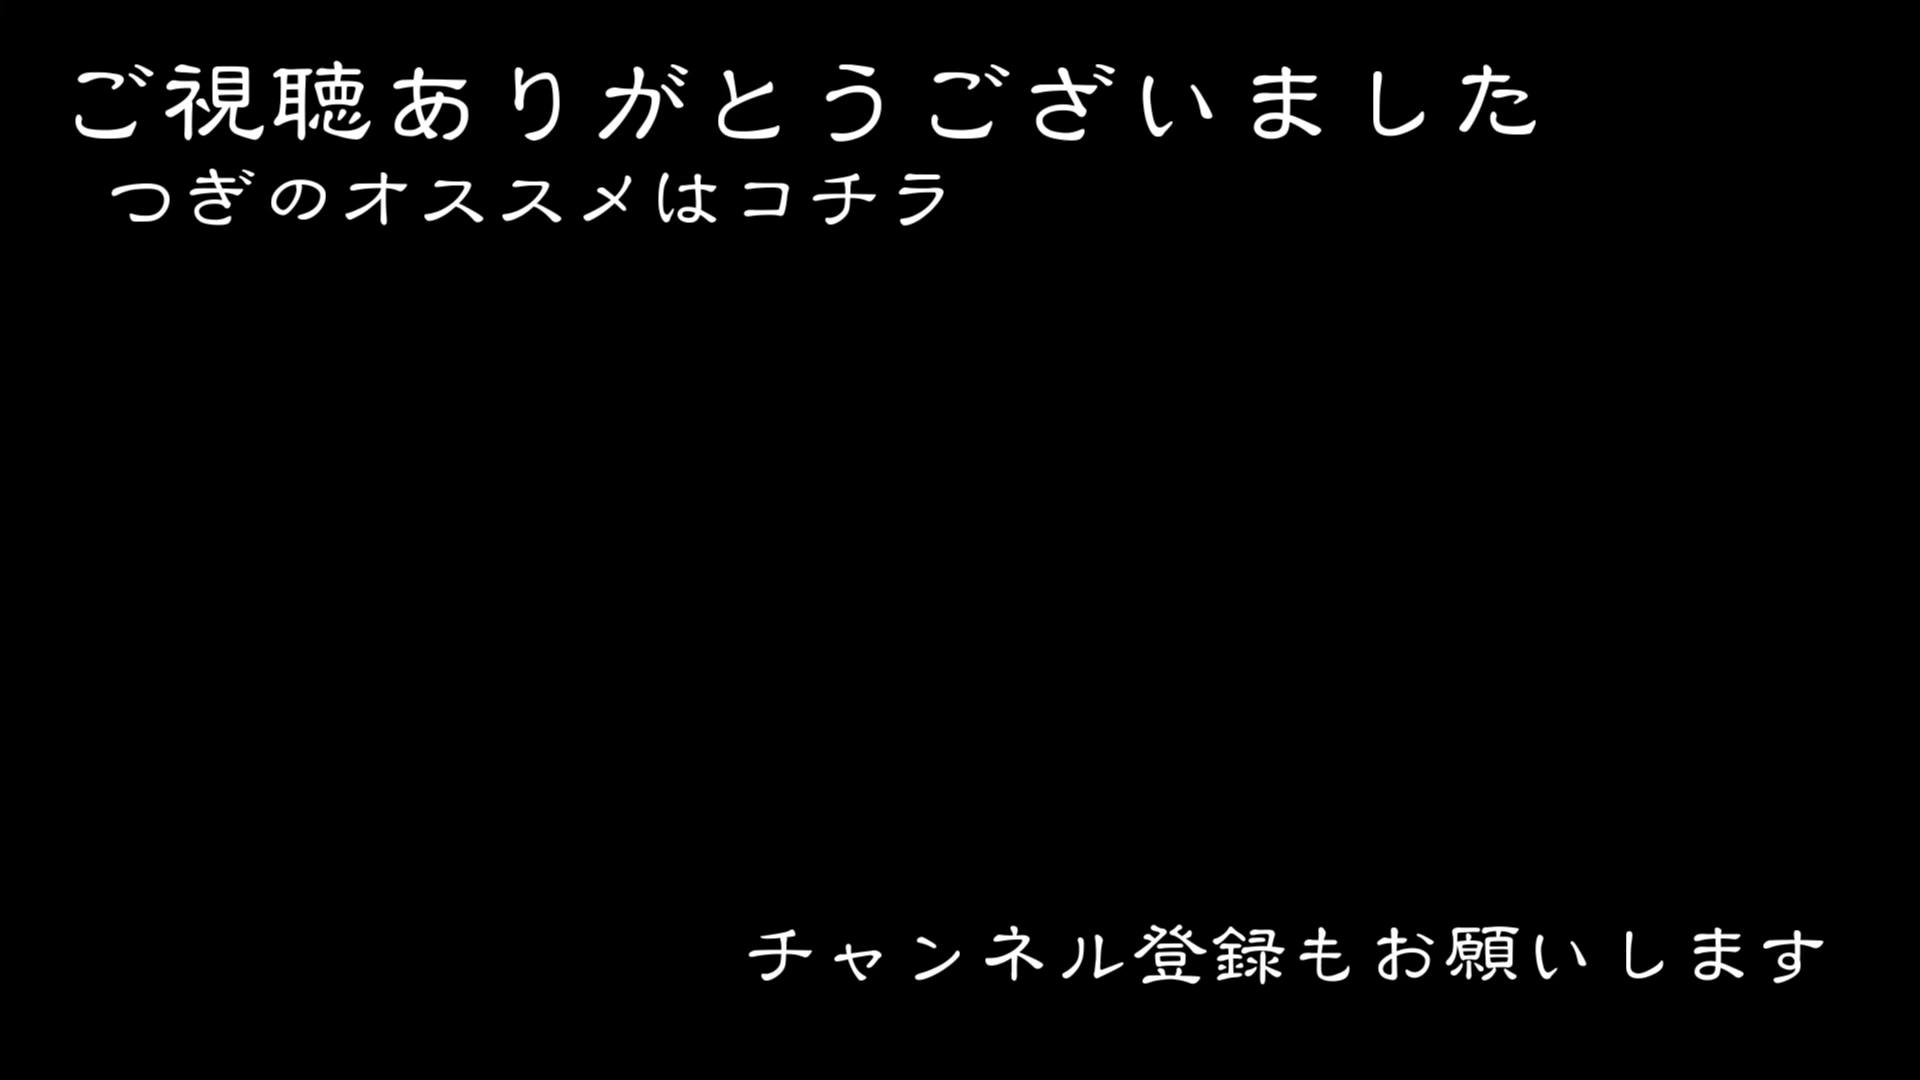 ご視聴ありがとうございました
つぎのオススメはコチラ
チャンネル登録もお願いします